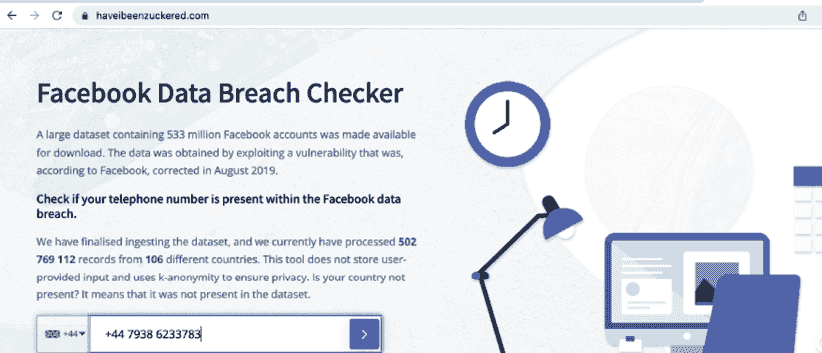 haveibeenzuckered.com
Facebook Data Breach Checker
A large dataset containing 533 million Facebook accounts was made available
for download. The data was obtained by exploiting a vulnerability that was,
according to Facebook, corrected in August 2019.
Check if your telephone number is present within the Facebook data
breach.
We have finalised ingesting the dataset, and we currently have processed 502
769 112 records from 106 different countries. This tool does not store user-
provided input and uses k-anonymity to ensure privacy. Is your country not
present? It means that it was not present in the dataset.
+44 +44 7938 6233783